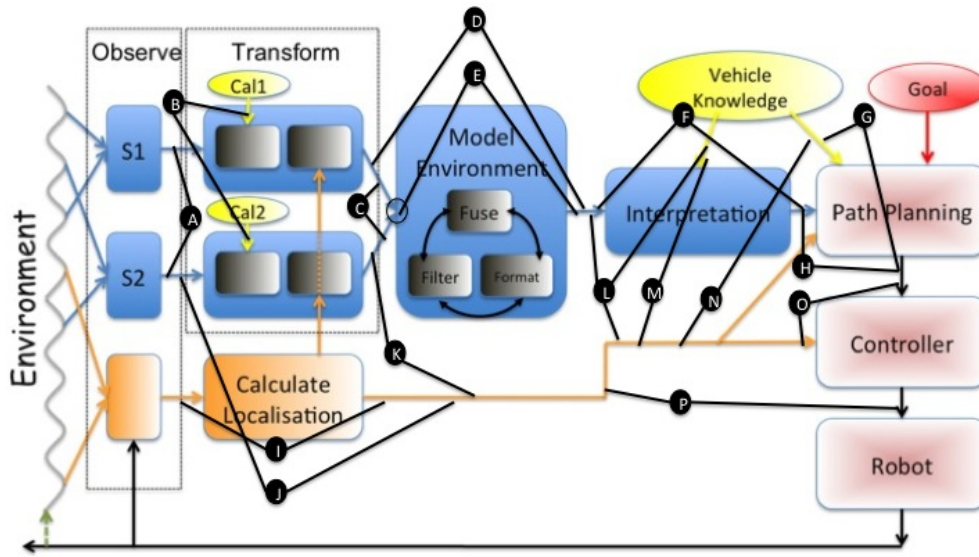 Observe
Transform
Cal1
S1
Cal2
S2
Environment
Calculate
Localisation
Model
Environment
Fuse
Filter
Format
Interpretation
Vehicle
Knowledge
Goal
Path Planning
Controller
Robot
A
B
C
D
E
F
G
H
I
J
K
L
M
N
O
P